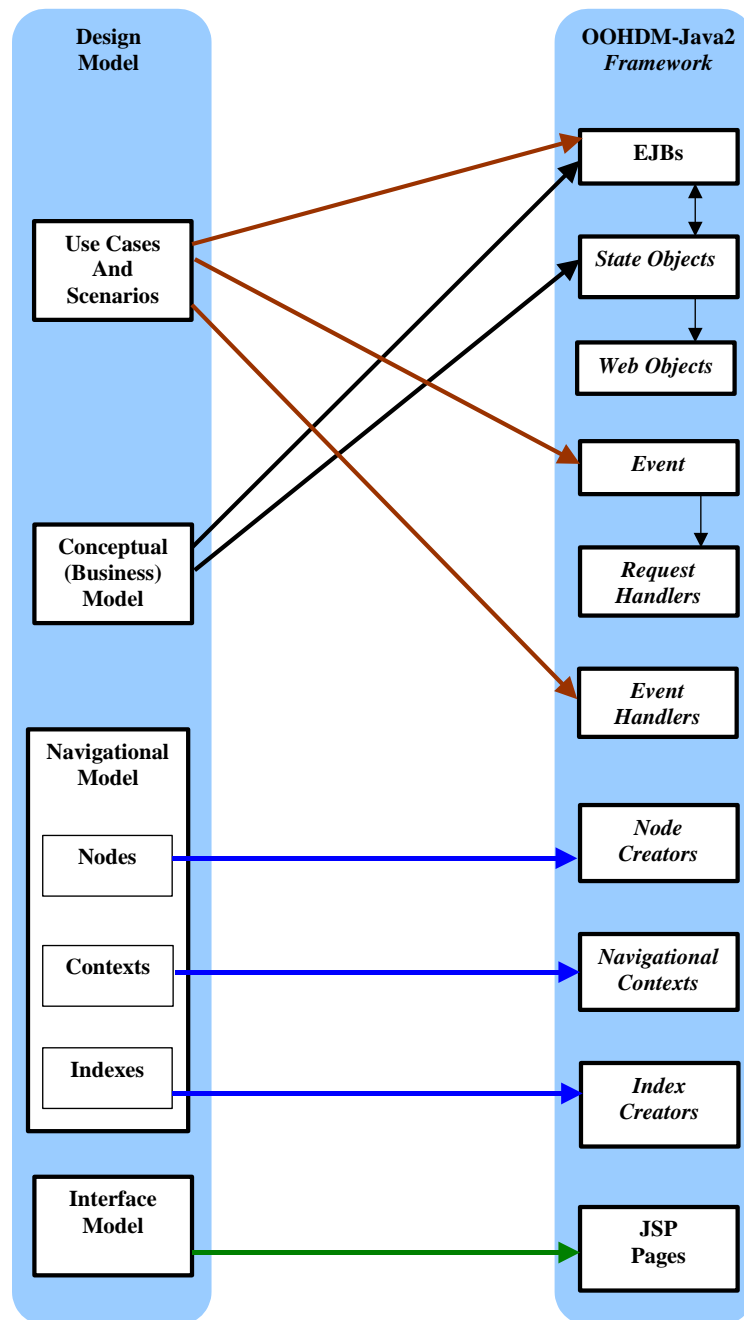 Design
Model
Use Cases
And
Scenarios
Conceptual
(Business)
Model
Navigational
Model
Nodes
Contexts
Indexes
Interface
Model
OOHDM-Java2
Framework
EJBs
State Objects
Web Objects
Event
Request
Handlers
Event
Handlers
Node
Creators
Navigational
Contexts
Index
Creators
JSP
Pages